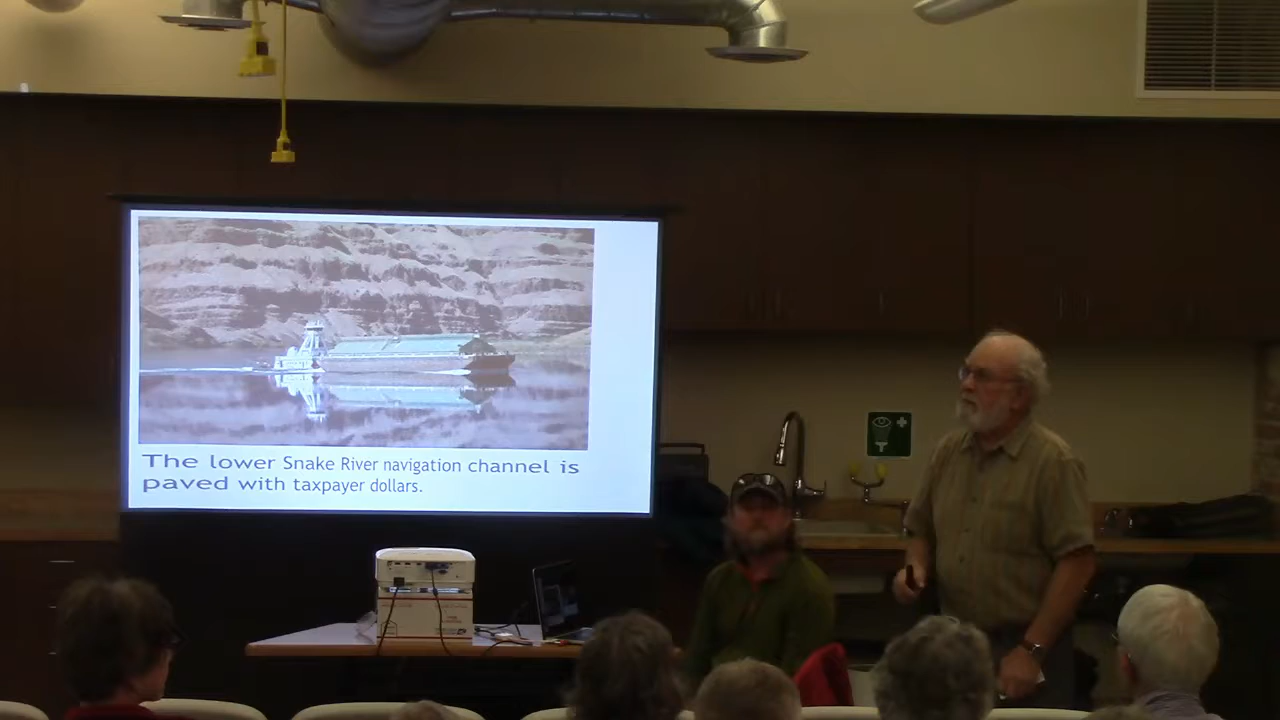 The lower Snake River navigation channel is
paved with taxpayer dollars.